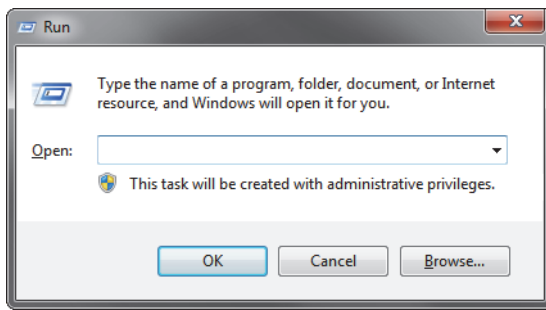 Run
Type the name of a program, folder, document, or Internet
resource, and Windows will open it for you.
Open:
This task will be created with administrative privileges.
OK Cancel Browse...